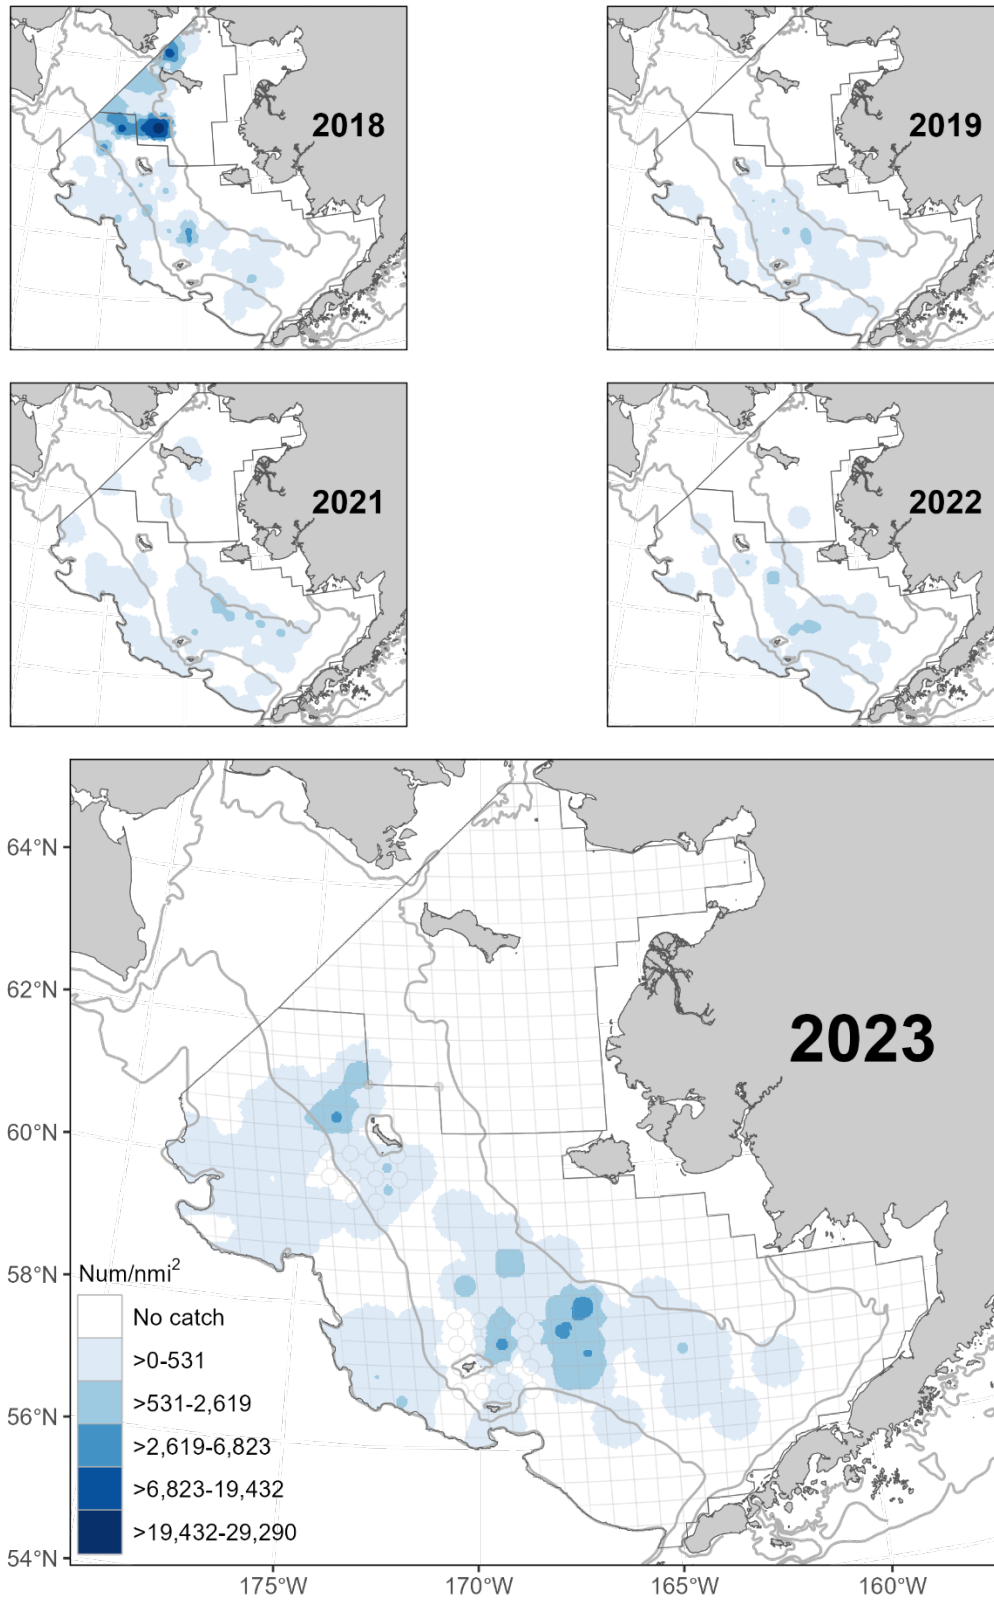 2018
2019
2021
2022
2023
64°N
62°N
60°N
58°N
56°N
54°N
Num/nmi²
No catch
>0-531
>531-2,619
>2,619-6,823
>6,823-19,432
>19,432-29,290
175°W
170°W
165°W
160°W